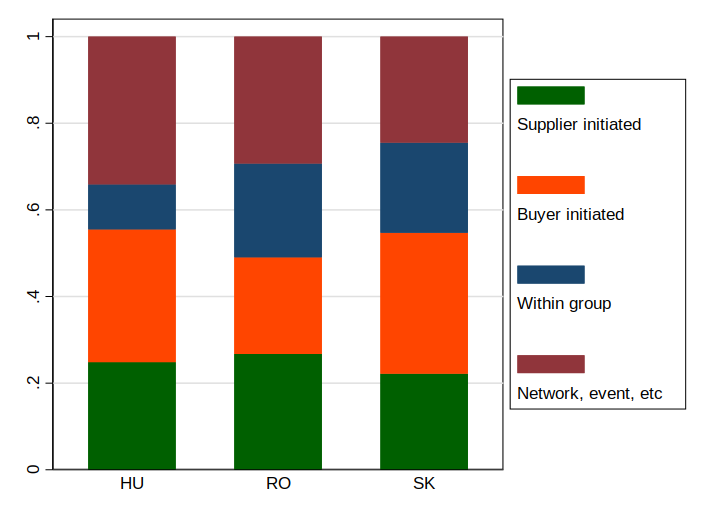 1
.8
.6
.4
.2
0
HU RO SK
Supplier initiated
Buyer initiated
Within group
Network, event, etc